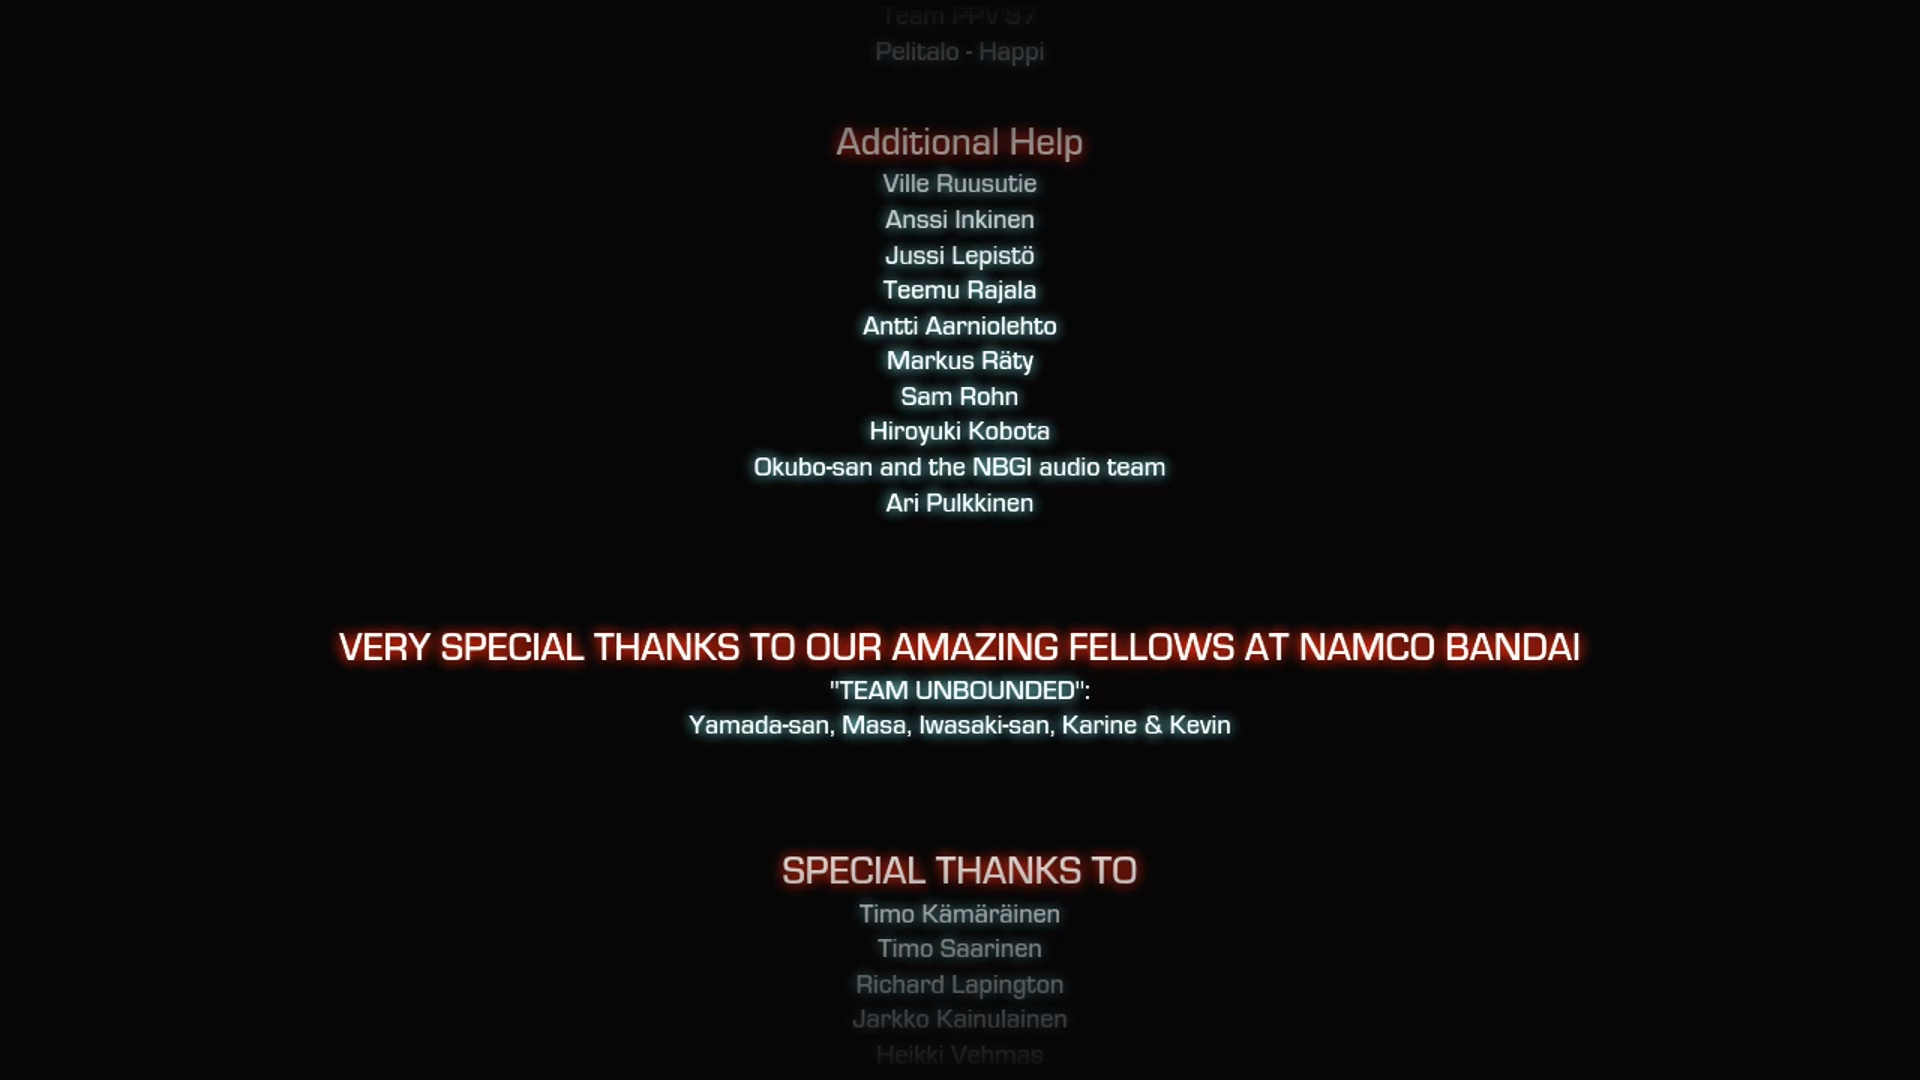 Team PPV'97
Pelitalo - Happi
Additional Help
Ville Ruusutie
Anssi Inkinen
Jussi Lepistö
Teemu Rajala
Antti Aarniolehto
Markus Räty
Sam Rohn
Hiroyuki Kobota
Okubo-san and the NBGI audio team
Ari Pulkkinen
VERY SPECIAL THANKS TO OUR AMAZING FELLOWS AT NAMCO BANDAI
"TEAM UNBOUNDED":
Yamada-san, Masa, Iwasaki-san, Karine & Kevin
SPECIAL THANKS TO
Timo Kämäräinen
Timo Saarinen
Richard Lapington
Jarkko Kainulainen
Heikki Vehmas